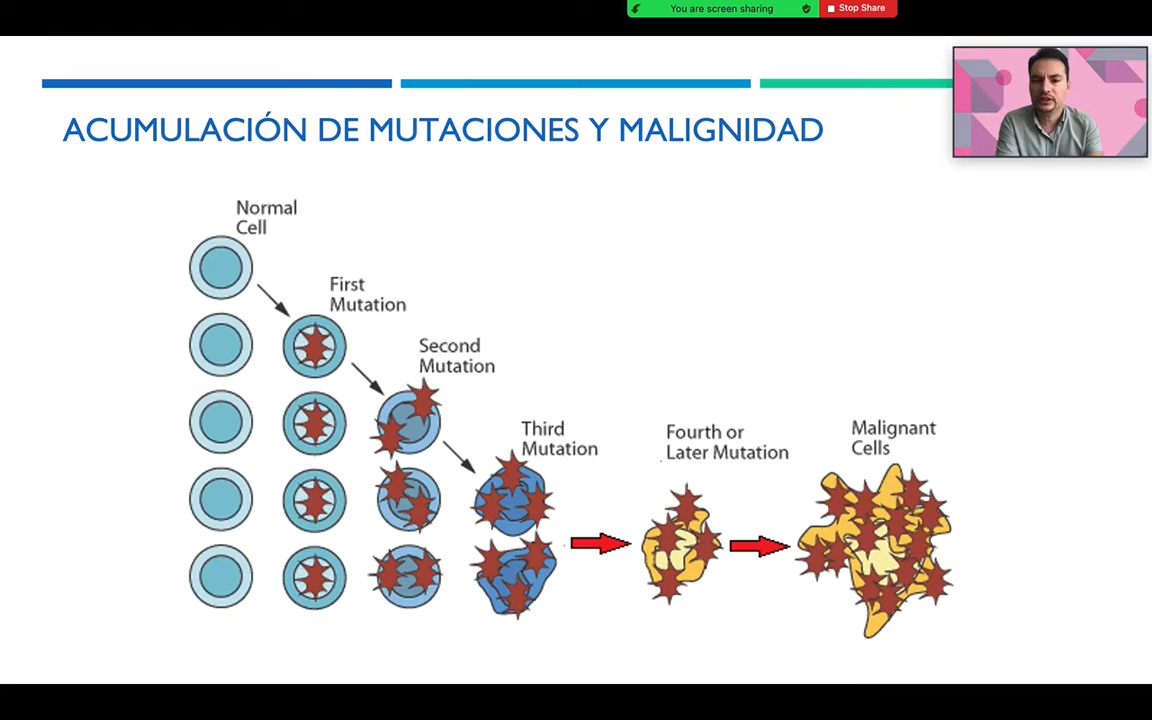 You are screen sharing
Stop Share
ACUMULACIÓN DE MUTACIONES Y MALIGNIDAD
Normal
Cell
First
Mutation
Second
Mutation
Third
Mutation
Fourth or
Later Mutation
Malignant
Cells